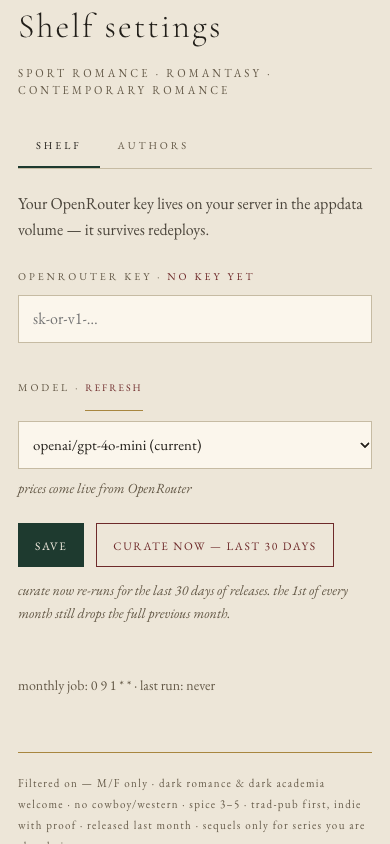 Shelf settings
SPORT ROMANCE · ROMANTASY ·
CONTEMPORARY ROMANCE
SHELF AUTHORS
Your OpenRouter key lives on your server in the appdata
volume — it survives redeploys.
OPENROUTER KEY · NO KEY YET
sk-or-v1-...
MODEL · REFRESH
openai/gpt-4o-mini (current)
prices come live from OpenRouter
SAVE CURATE NOW — LAST 30 DAYS
curate now re-runs for the last 30 days of releases. the 1st of every
month still drops the full previous month.
monthly job: 0 9 1 * * · last run: never
Filtered on — M/F only · dark romance & dark academia
welcome · no cowboy/western · spice 3–5 · trad-pub first, indie
with proof · released last month · sequels only for series you are